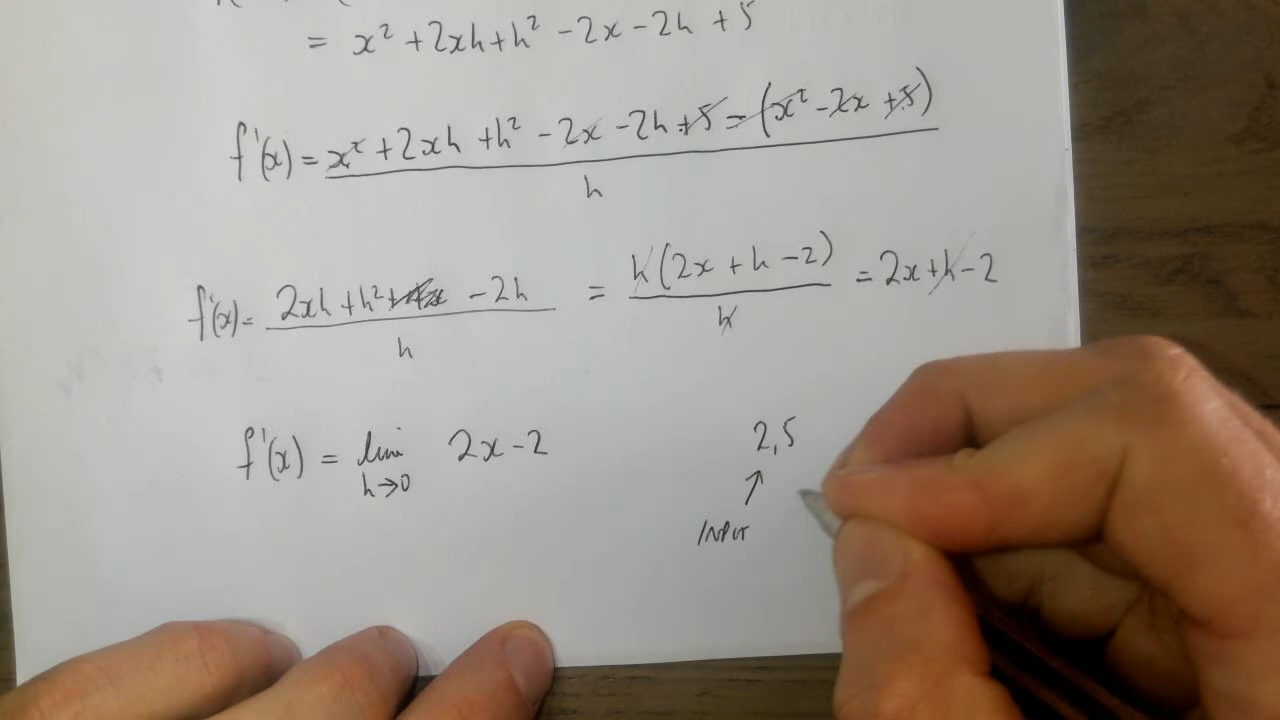 = x² + 2xh + h² - 2x - 2h + 5
f'(x) = x² + 2xh + h² - 2x - 2h + 5 - (x² - 2x + 5)
h
f'(x) = 2xh + h² - 2h = h(2x + h - 2) = 2x + h - 2
h h
f'(x) = lim 2x - 2 2,5
h→0 ↗
INPUT